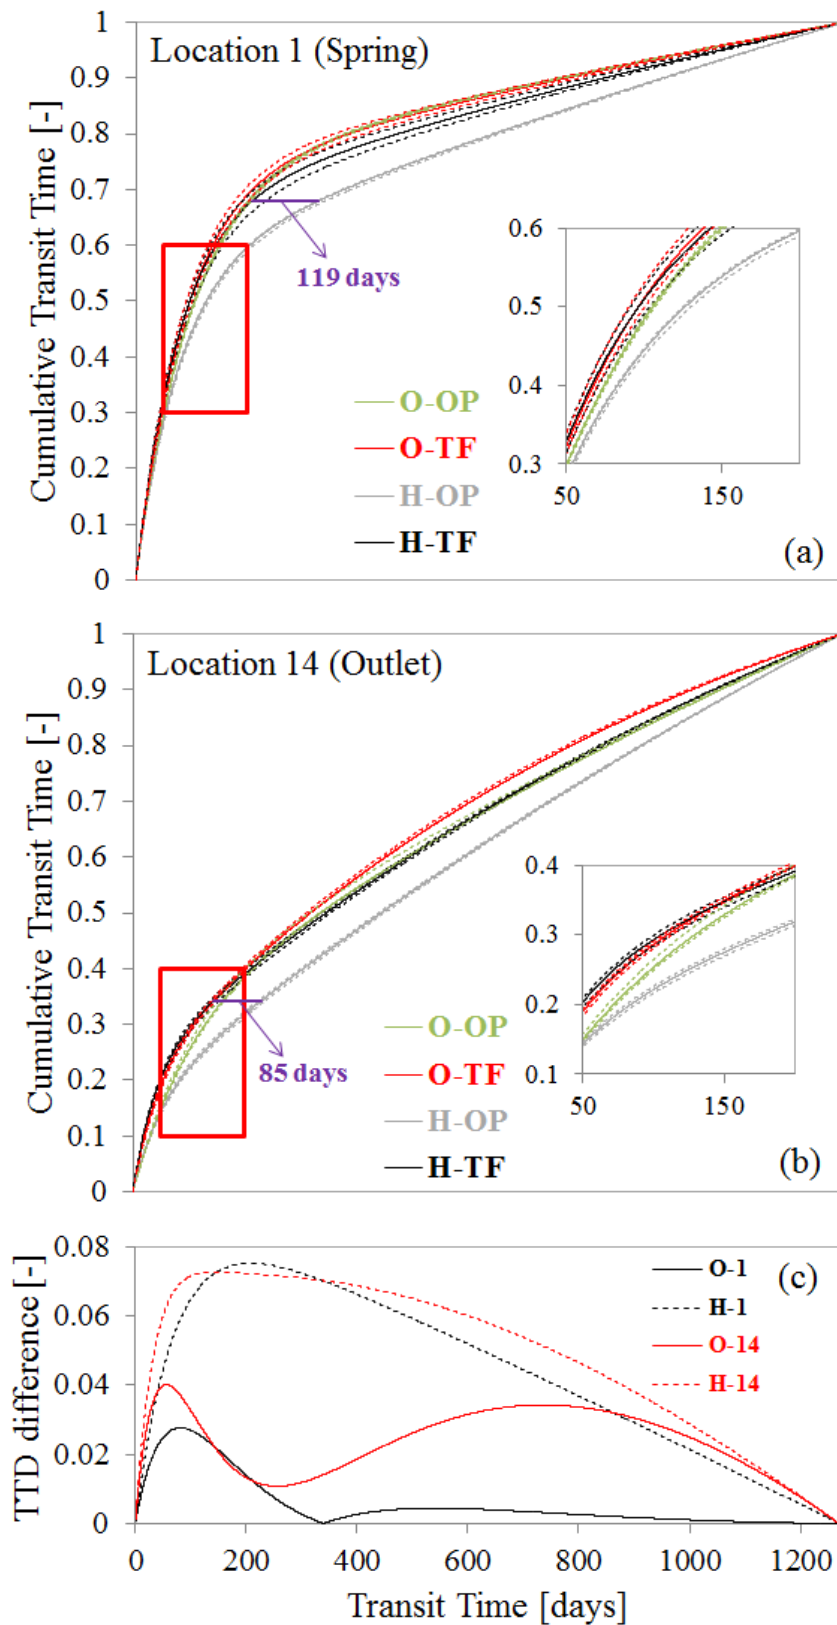 Location 1 (Spring)
Cumulative Transit Time [-]
1
0.9
0.8
0.7
0.6
0.5
0.4
0.3
0.2
0.1
0
119 days
O-OP
O-TF
H-OP
H-TF
0.6
0.5
0.4
0.3
50
150
(a)
Location 14 (Outlet)
Cumulative Transit Time [-]
1
0.9
0.8
0.7
0.6
0.5
0.4
0.3
0.2
0.1
0
85 days
O-OP
O-TF
H-OP
H-TF
0.4
0.3
0.2
0.1
50
150
(b)
TTD difference [-]
0.08
0.06
0.04
0.02
0
(c)
O-1
H-1
O-14
H-14
0
200
400
600
800
1000
1200
Transit Time [days]